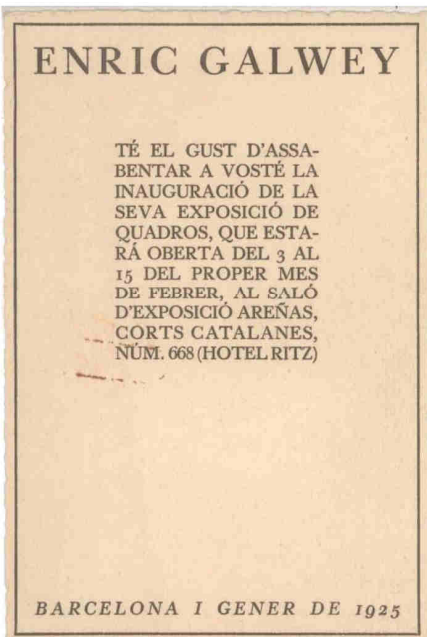 ENRIC GALWEY
TÉ EL GUST D'ASSA-
BENTAR A VOSTÉ LA
INAUGURACIÓ DE LA
SEVA EXPOSICIÓ DE
QUADROS, QUE ESTA-
RÁ OBERTA DEL 3 AL
15 DEL PROPER MES
DE FEBRER, AL SALÓ
D'EXPOSICIÓ AREÑAS,
CORTS CATALANES,
NÚM. 668 (HOTEL RITZ)
BARCELONA I GENER DE 1925